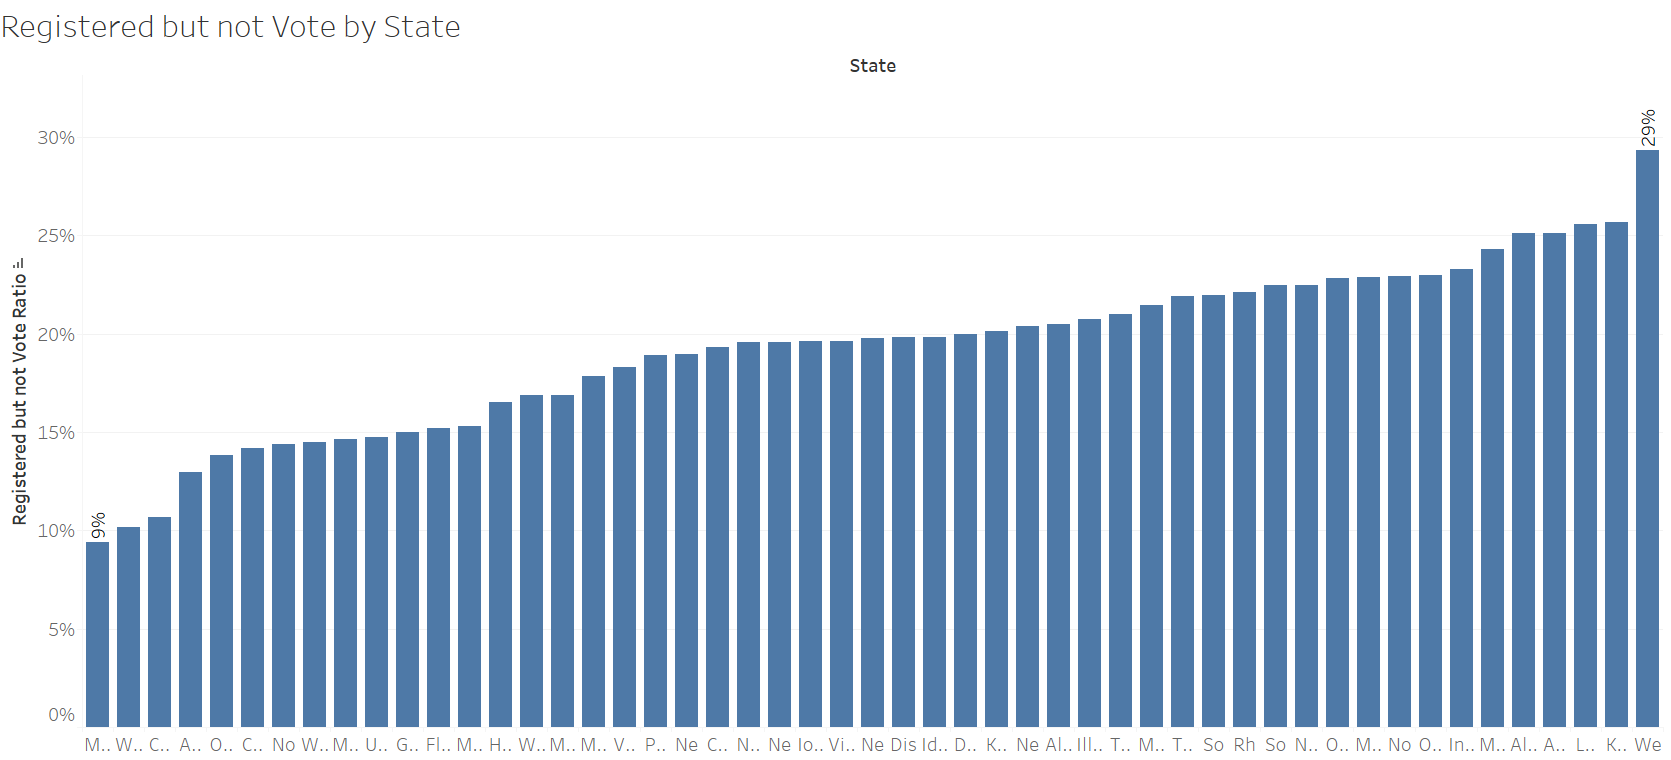 Registered but not Vote by State
State
Registered but not Vote Ratio
30%
25%
20%
15%
10%
5%
0%
9%
29%
M.. W.. C.. A.. O.. C.. No W.. M.. U.. G.. Fl.. M.. H.. W.. M.. M.. V.. P.. Ne C.. N.. Ne Io.. Vi.. Ne Dis Id.. D.. K.. Ne Al.. Ill.. T.. M.. T.. So Rh So N.. O.. M.. No O.. In.. M.. Al.. A.. L.. K.. We